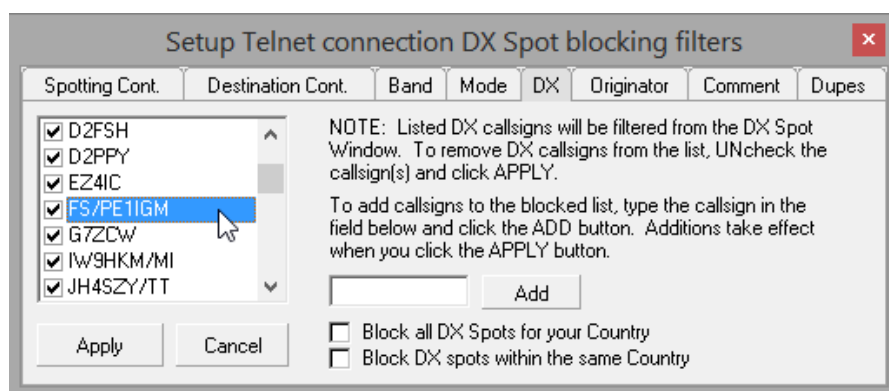 Setup Telnet connection DX Spot blocking filters
Spotting Cont. Destination Cont. Band Mode DX Originator Comment Dupes
D2FSH
D2PPY
EZ4IC
FS/PE1IGM
G7ZCW
IW9HKM/MI
JH4SZY/TT
NOTE: Listed DX callsigns will be filtered from the DX Spot
Window. To remove DX callsigns from the list, UNcheck the
callsign(s) and click APPLY.
To add callsigns to the blocked list, type the callsign in the
field below and click the ADD button. Additions take effect
when you click the APPLY button.
Add
Block all DX Spots for your Country
Block DX spots within the same Country
Apply Cancel